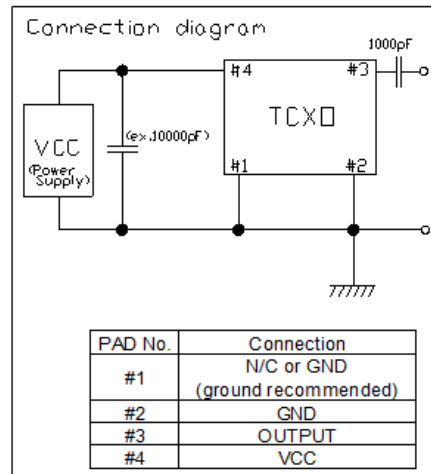 Connection diagram
1000pF
#4
#3
TCXO
(ex.10000pF)
VCC
(Power
Supply)
#1
#2
PAD No.
Connection
#1
N/C or GND
(ground recommended)
#2
GND
#3
OUTPUT
#4
VCC